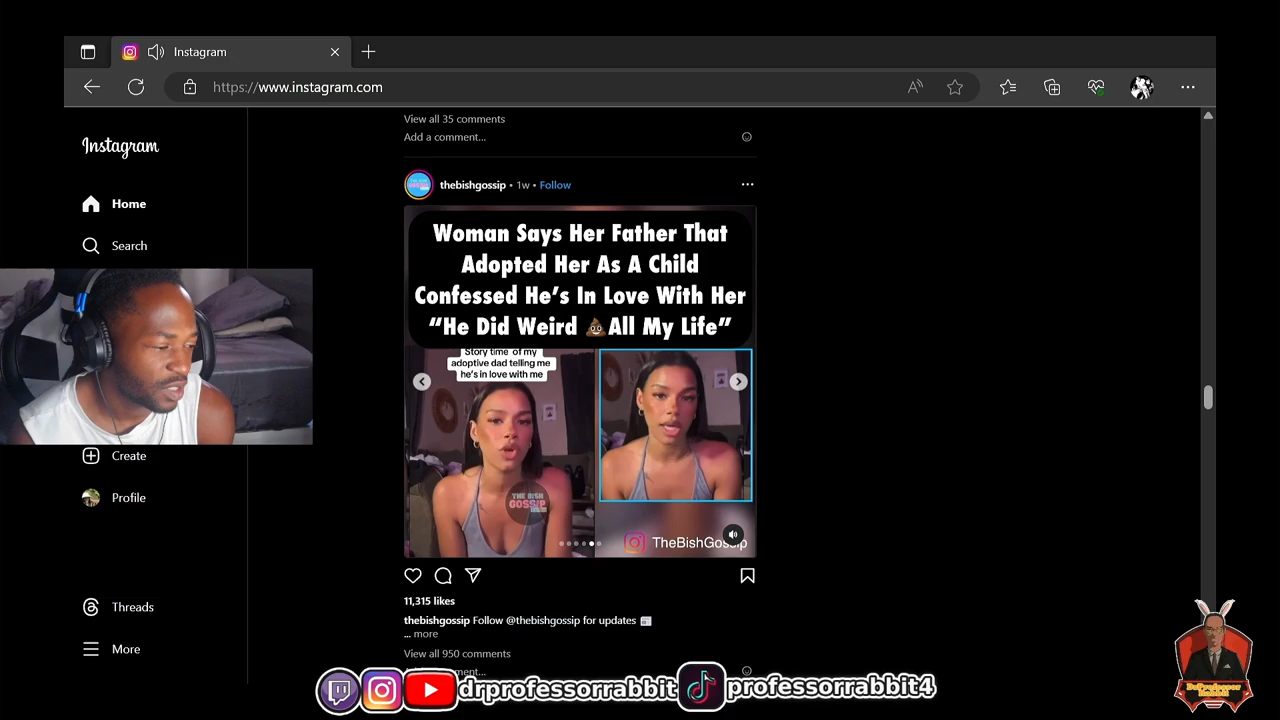 Instagram
https://www.instagram.com
View all 35 comments
Add a comment...
Instagram
thebishgossip • 1w • Follow
Home
Search
Woman Says Her Father That
Adopted Her As A Child
Confessed He's In Love With Her
"He Did Weird 💩All My Life"
Story time of my
adoptive dad telling me
he's in love with me
THE BISH
GOSSIP
TheBishGossip
Create
Profile
Threads
More
11,315 likes
thebishgossip Follow @thebishgossip for updates 📰
... more
View all 950 comments
drprofessorrabbit
professorrabbit4
DrProfessor
Rabbit